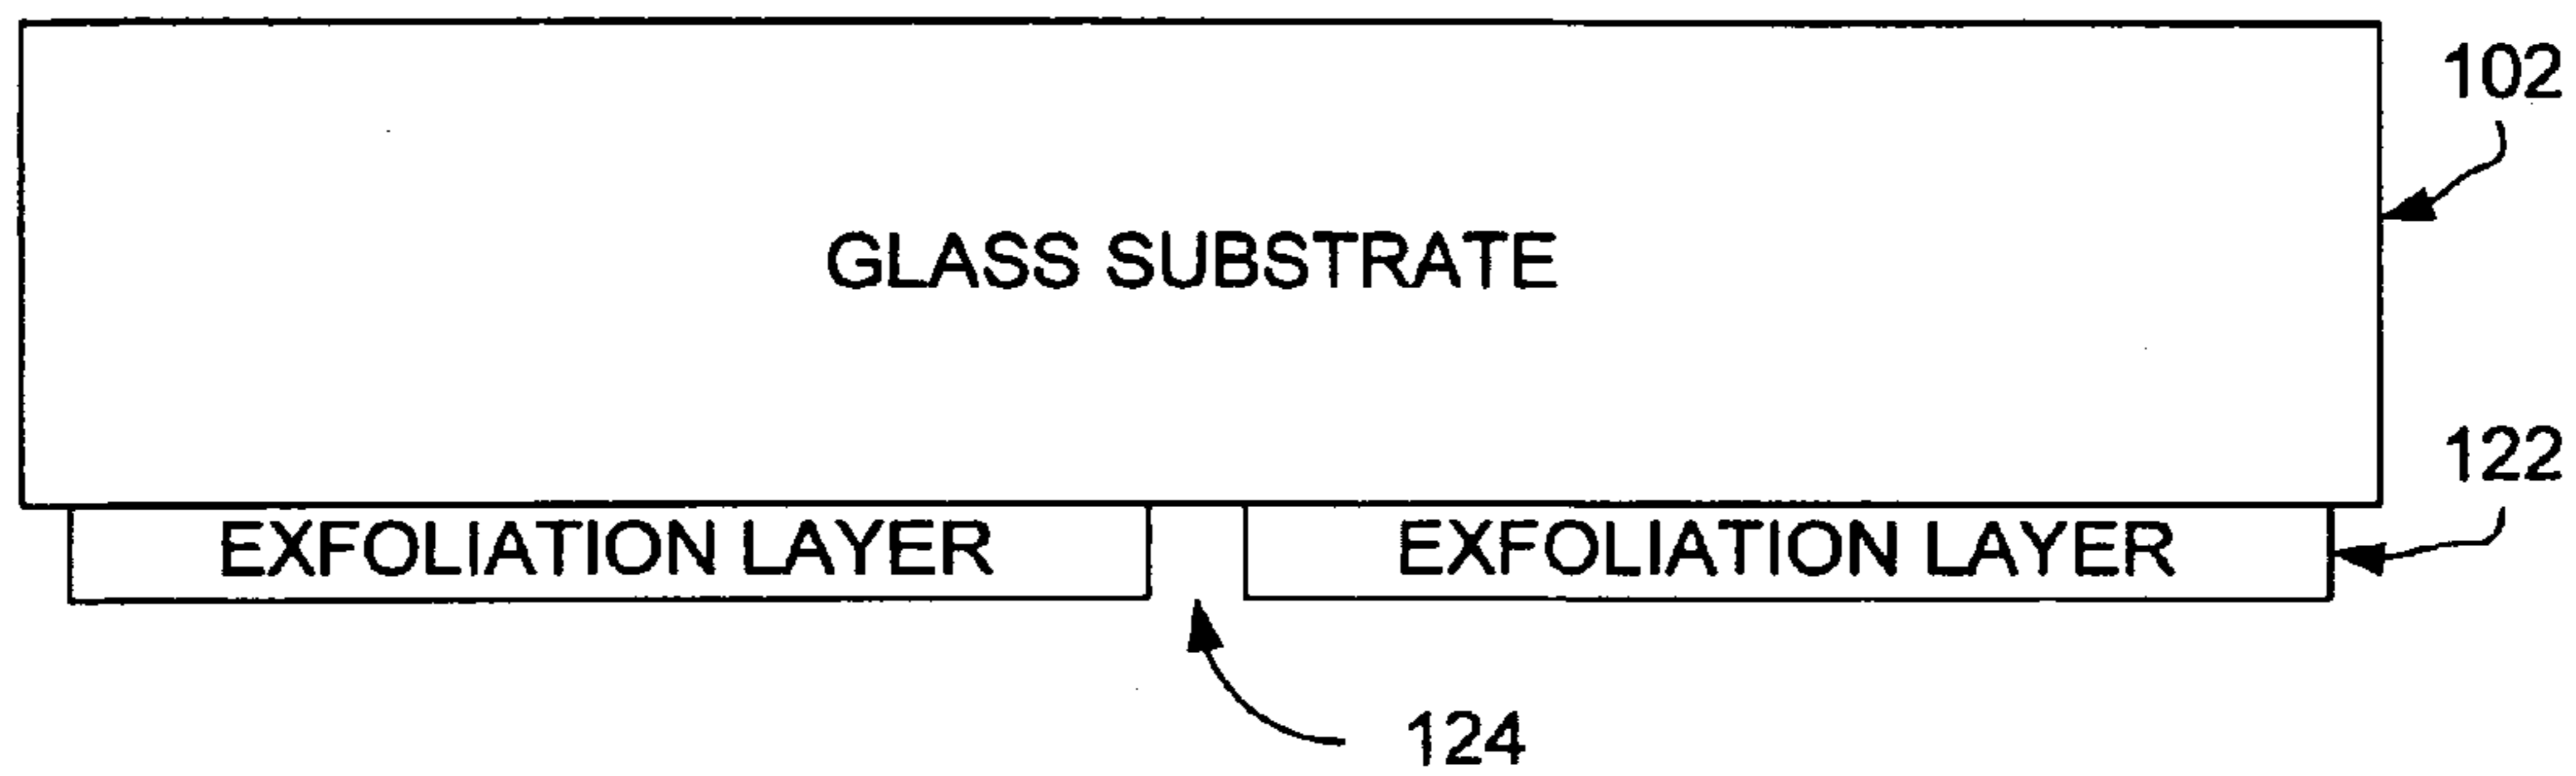 102
GLASS SUBSTRATE
122
EXFOLIATION LAYER EXFOLIATION LAYER
124